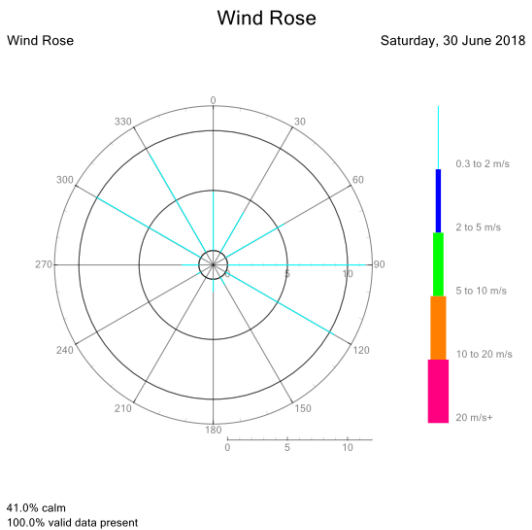 Wind Rose
Wind Rose Saturday, 30 June 2018
0
330 30
300 60
0.3 to 2 m/s
2 to 5 m/s
270 0 5 10 90
5 to 10 m/s
240 120
10 to 20 m/s
210 150
20 m/s+
180
0 5 10
41.0% calm
100.0% valid data present